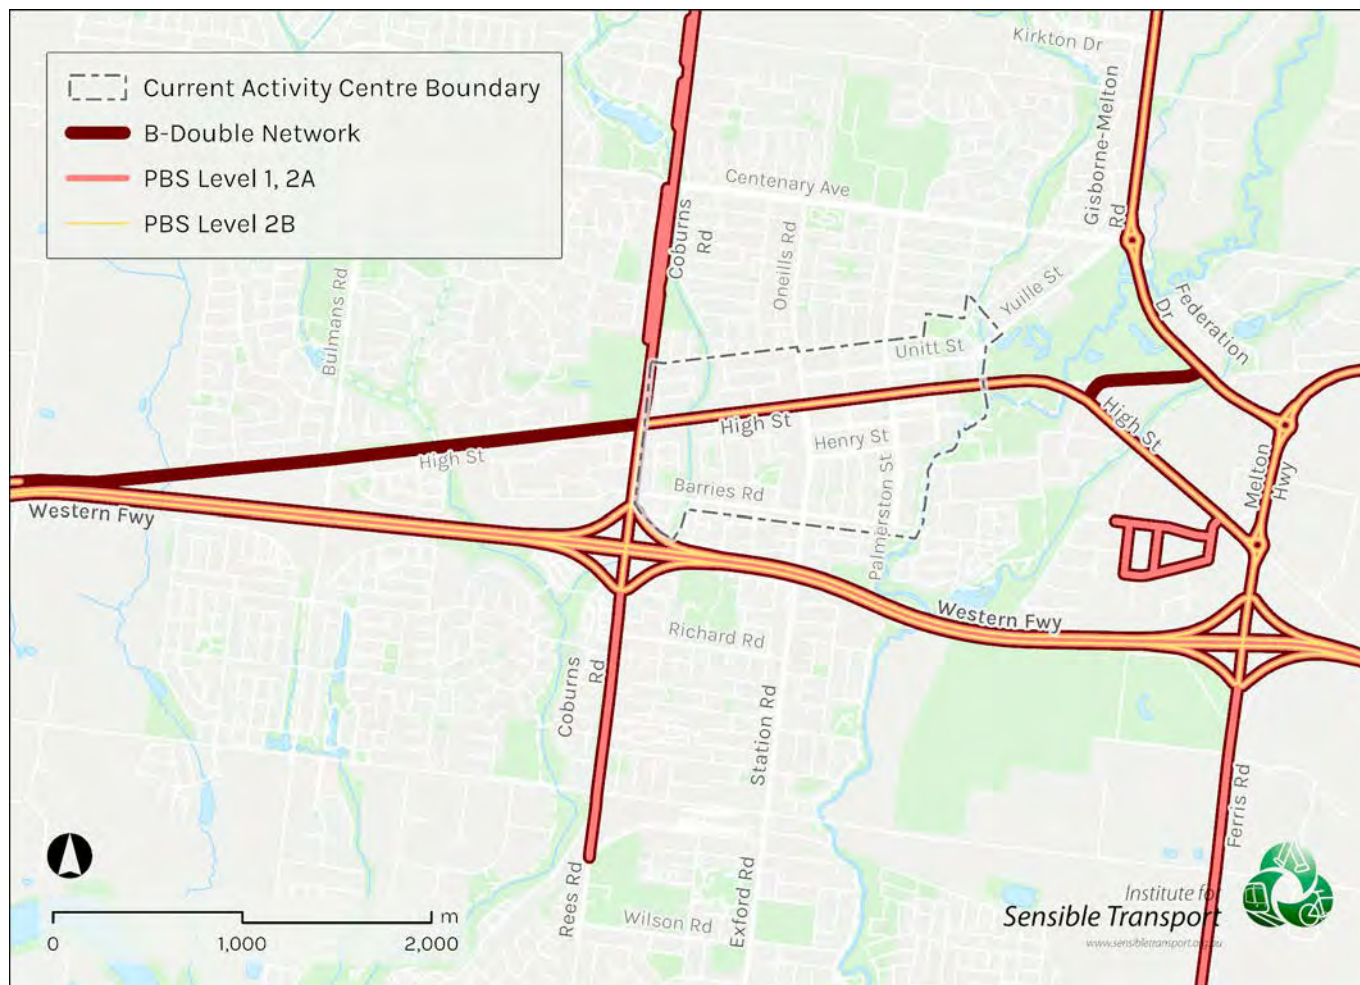 Current Activity Centre Boundary
B-Double Network
PBS Level 1, 2A
PBS Level 2B
Kirkton Dr
Gisborne-Melton
Rd
Centenary Ave
Coburns
Rd
Oneills Rd
Bulmans Rd
Yuille St
Federation
Dr
Unitt St
High St
High St
High St
Henry St
Melton
Hwy
Barries Rd
Palmerston St
Western Fwy
Western Fwy
Richard Rd
Coburns
Rd
Station Rd
Ferris Rd
Rees Rd
Wilson Rd
Exford Rd
m
0
1,000
2,000
Institute for
Sensible Transport